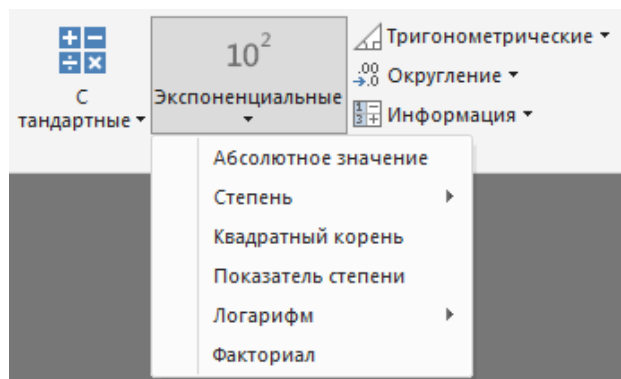 10²
С
тандартные
Экспоненциальные
Тригонометрические
.00
.0
Округление
Информация
Абсолютное значение
Степень
Квадратный корень
Показатель степени
Логарифм
Факториал